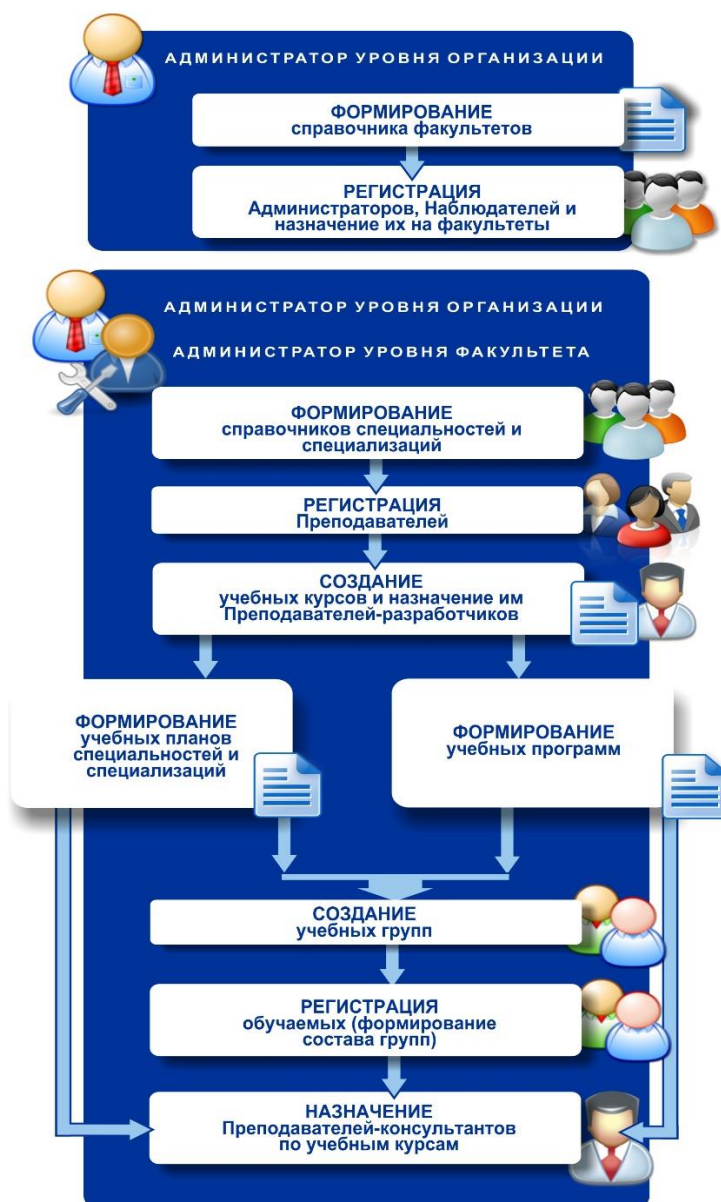 АДМИНИСТРАТОР УРОВНЯ ОРГАНИЗАЦИИ
ФОРМИРОВАНИЕ
справочника факультетов
РЕГИСТРАЦИЯ
Администраторов, Наблюдателей и
назначение их на факультеты
АДМИНИСТРАТОР УРОВНЯ ОРГАНИЗАЦИИ
АДМИНИСТРАТОР УРОВНЯ ФАКУЛЬТЕТА
ФОРМИРОВАНИЕ
справочников специальностей и
специализаций
РЕГИСТРАЦИЯ
Преподавателей
СОЗДАНИЕ
учебных курсов и назначение им
Преподавателей-разработчиков
ФОРМИРОВАНИЕ
учебных планов
специальностей и
специализаций
ФОРМИРОВАНИЕ
учебных программ
СОЗДАНИЕ
учебных групп
РЕГИСТРАЦИЯ
обучаемых (формирование
состава групп)
НАЗНАЧЕНИЕ
Преподавателей-консультантов
по учебным курсам